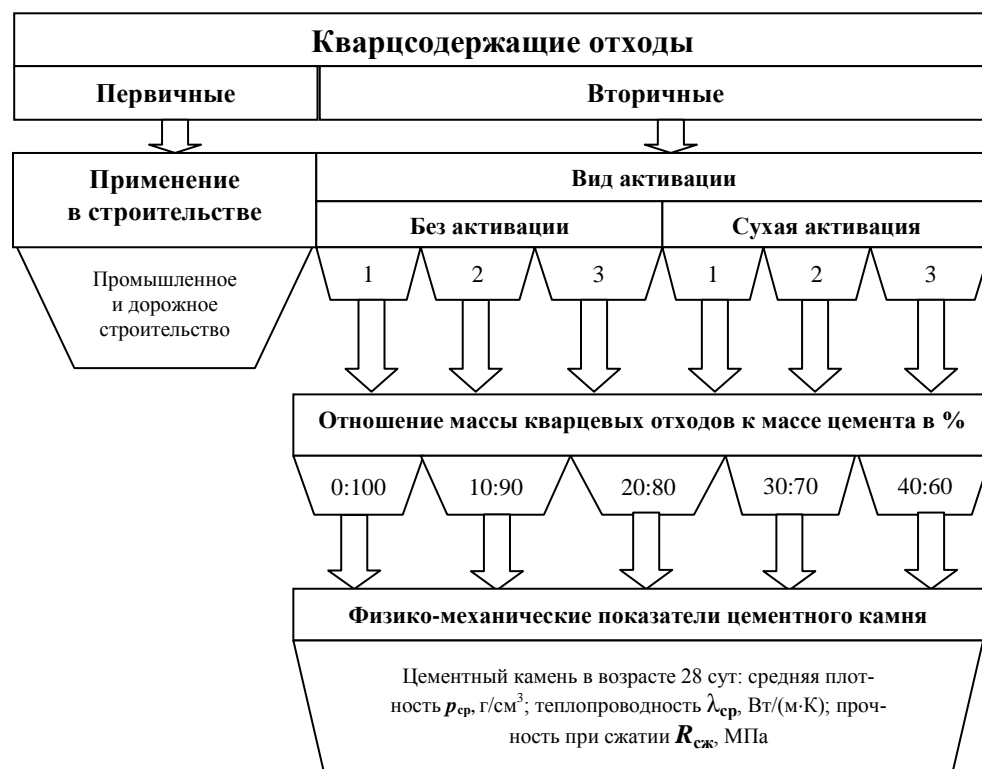 Кварцсодержащие отходы
Первичные
Вторичные
Применение
в строительстве
Вид активации
Без активации
Сухая активация
Промышленное
и дорожное
строительство
1
2
3
1
2
3
Отношение массы кварцевых отходов к массе цемента в %
0:100
10:90
20:80
30:70
40:60
Физико-механические показатели цементного камня
Цементный камень в возрасте 28 сут: средняя плот-
ность pср, г/см³; теплопроводность λср, Вт/(м·К); проч-
ность при сжатии Rсж, МПа